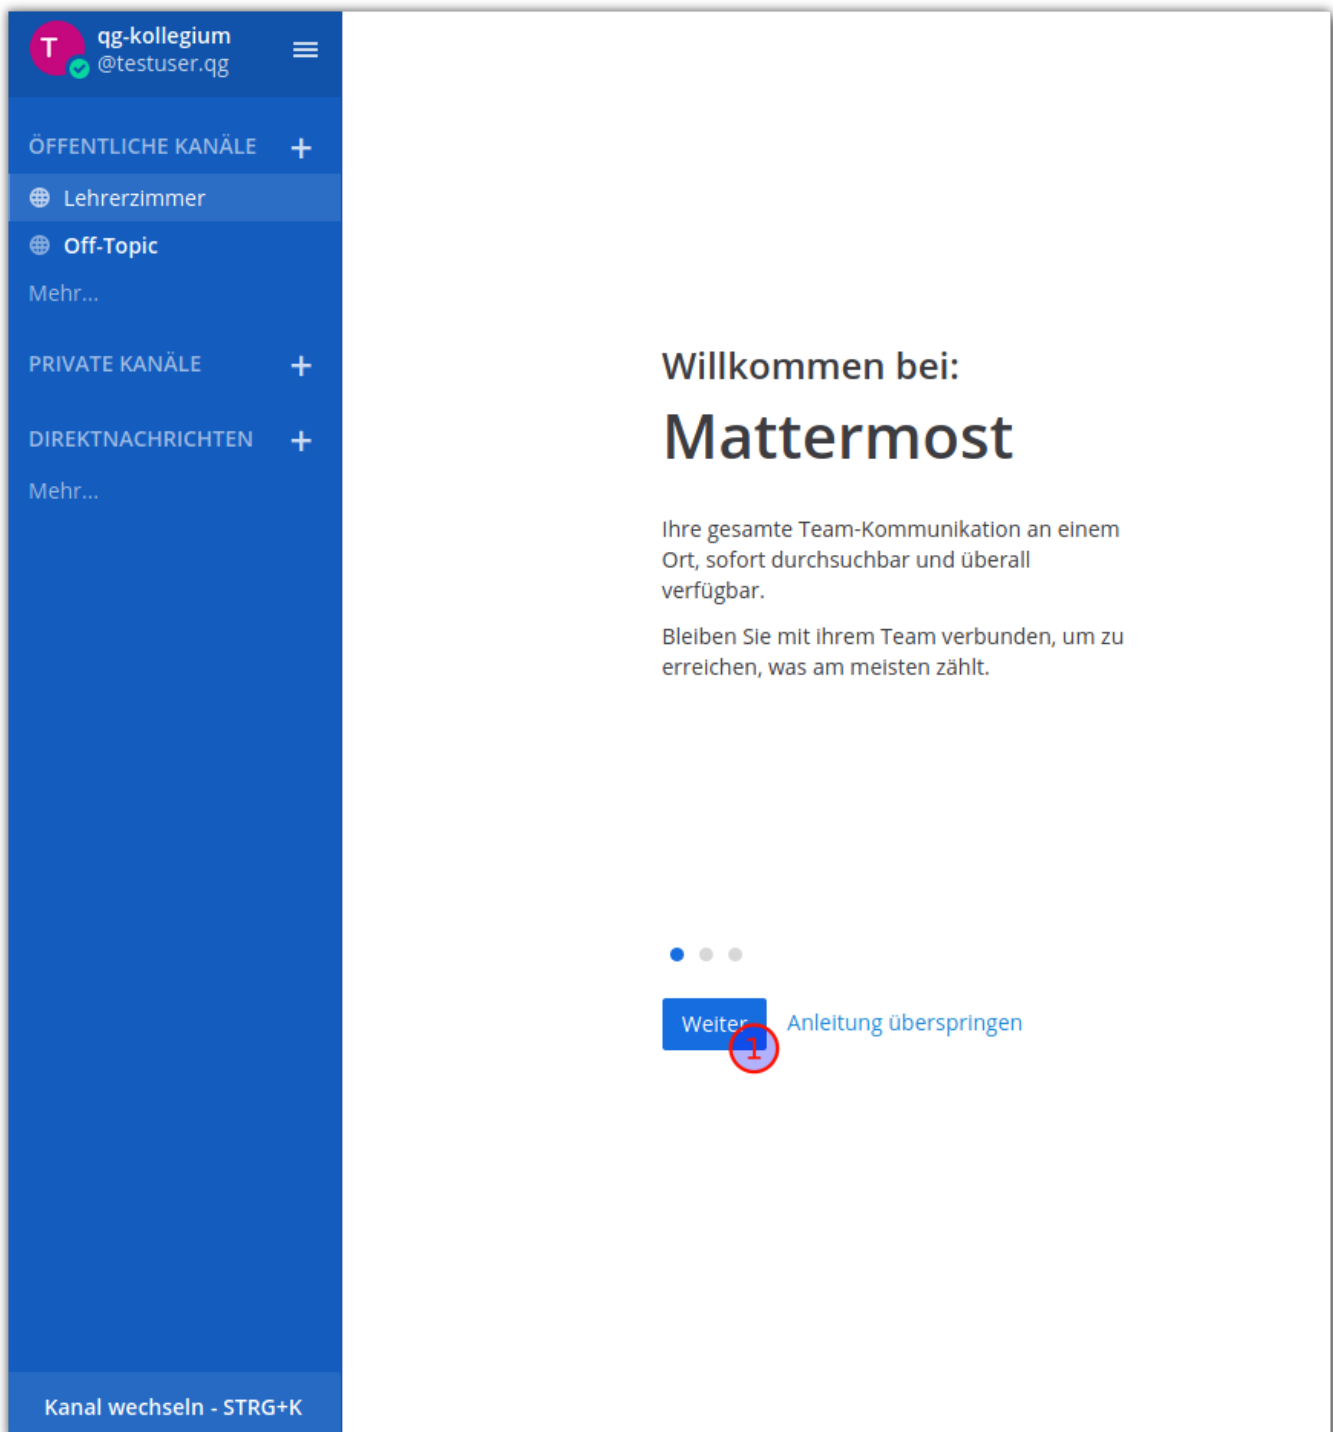 T
qg-kollegium
@testuser.qg
ÖFFENTLICHE KANÄLE +
Lehrerzimmer
Off-Topic
Mehr...
PRIVATE KANÄLE +
DIREKTNACHRICHTEN +
Mehr...
Kanal wechseln - STRG+K
Willkommen bei:
Mattermost
Ihre gesamte Team-Kommunikation an einem
Ort, sofort durchsuchbar und überall
verfügbar.
Bleiben Sie mit ihrem Team verbunden, um zu
erreichen, was am meisten zählt.
Weiter Anleitung überspringen
1